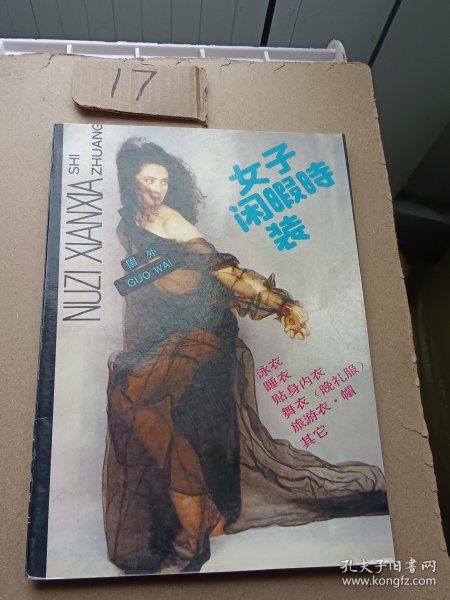 17
NUZI XIANXIA
SHI
ZHUANG
女子
闲暇時
装
国外
GUO WAI
泳衣
睡衣
贴身内衣
舞衣（晚礼服）
旅游衣·帽
其它
孔夫子旧书网
www.kongfz.com